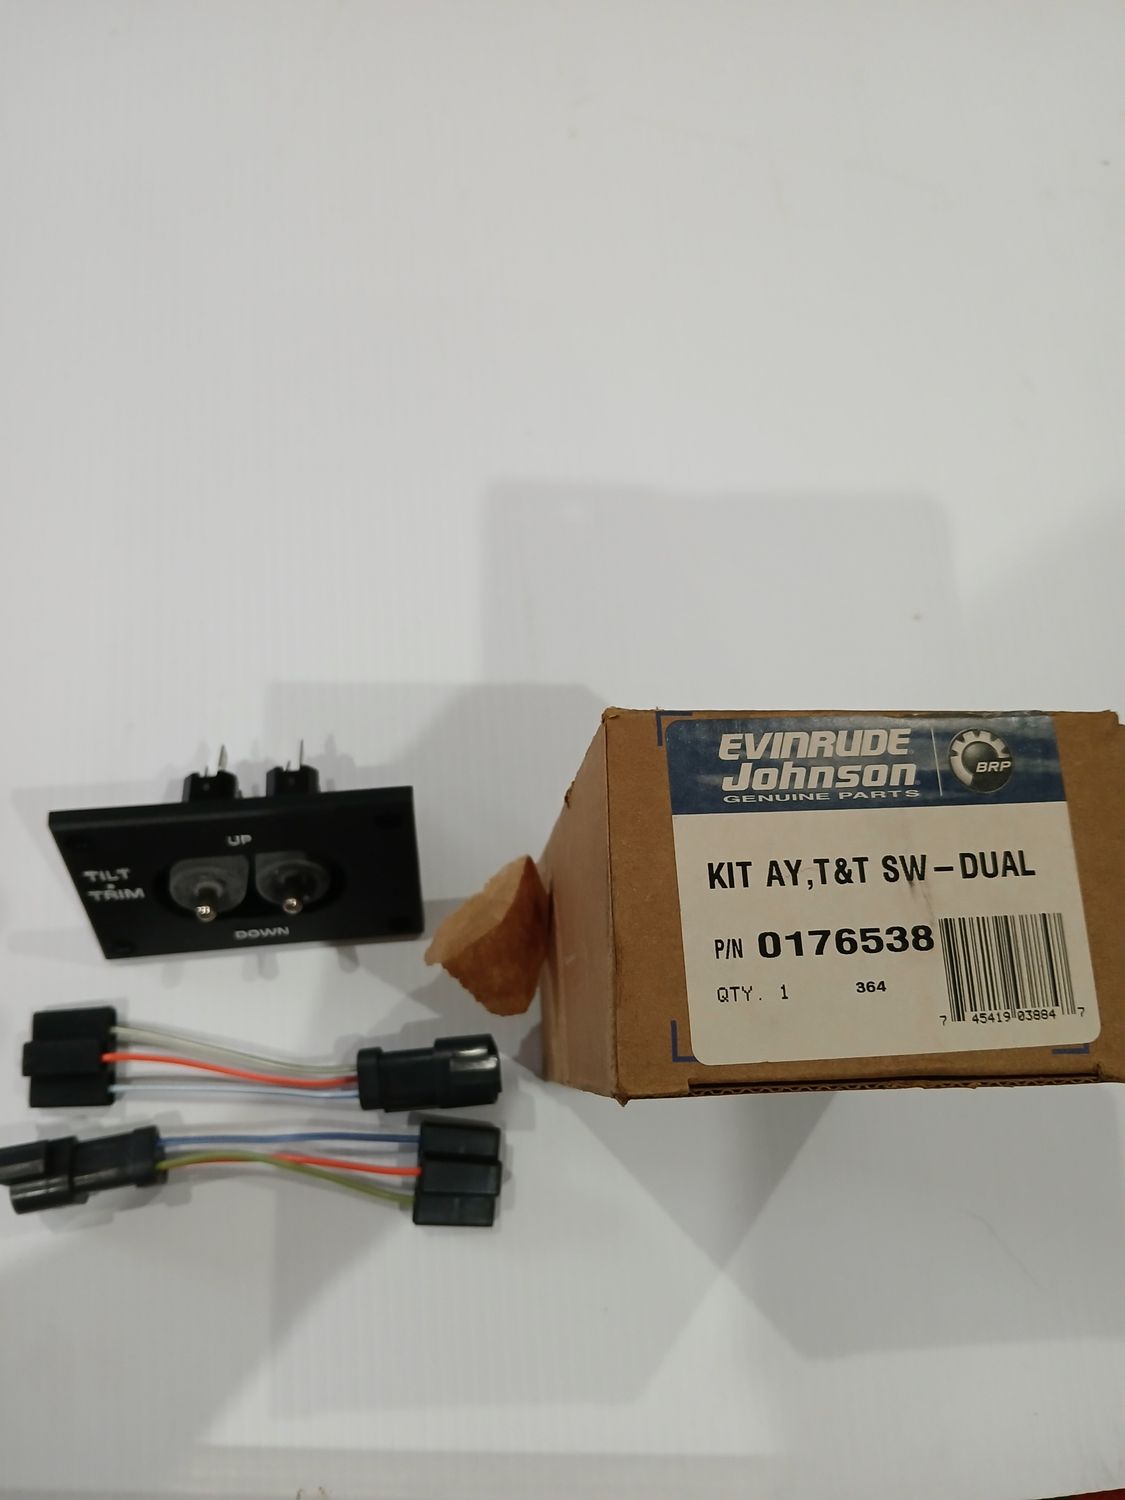 UP
TILT
&
TRIM
DOWN
EVINRUDE
Johnson
GENUINE PARTS
BRP
KIT AY,T&T SW-DUAL
P/N 0176538
QTY. 1 364
7 45419 03884 7